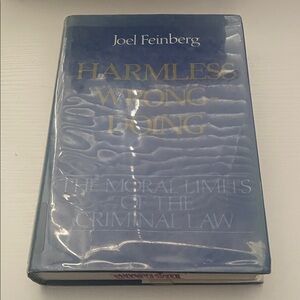 Joel Feinberg
HARMLESS
WRONG
DOING
THE MORAL LIMITS
OF THE
CRIMINAL LAW